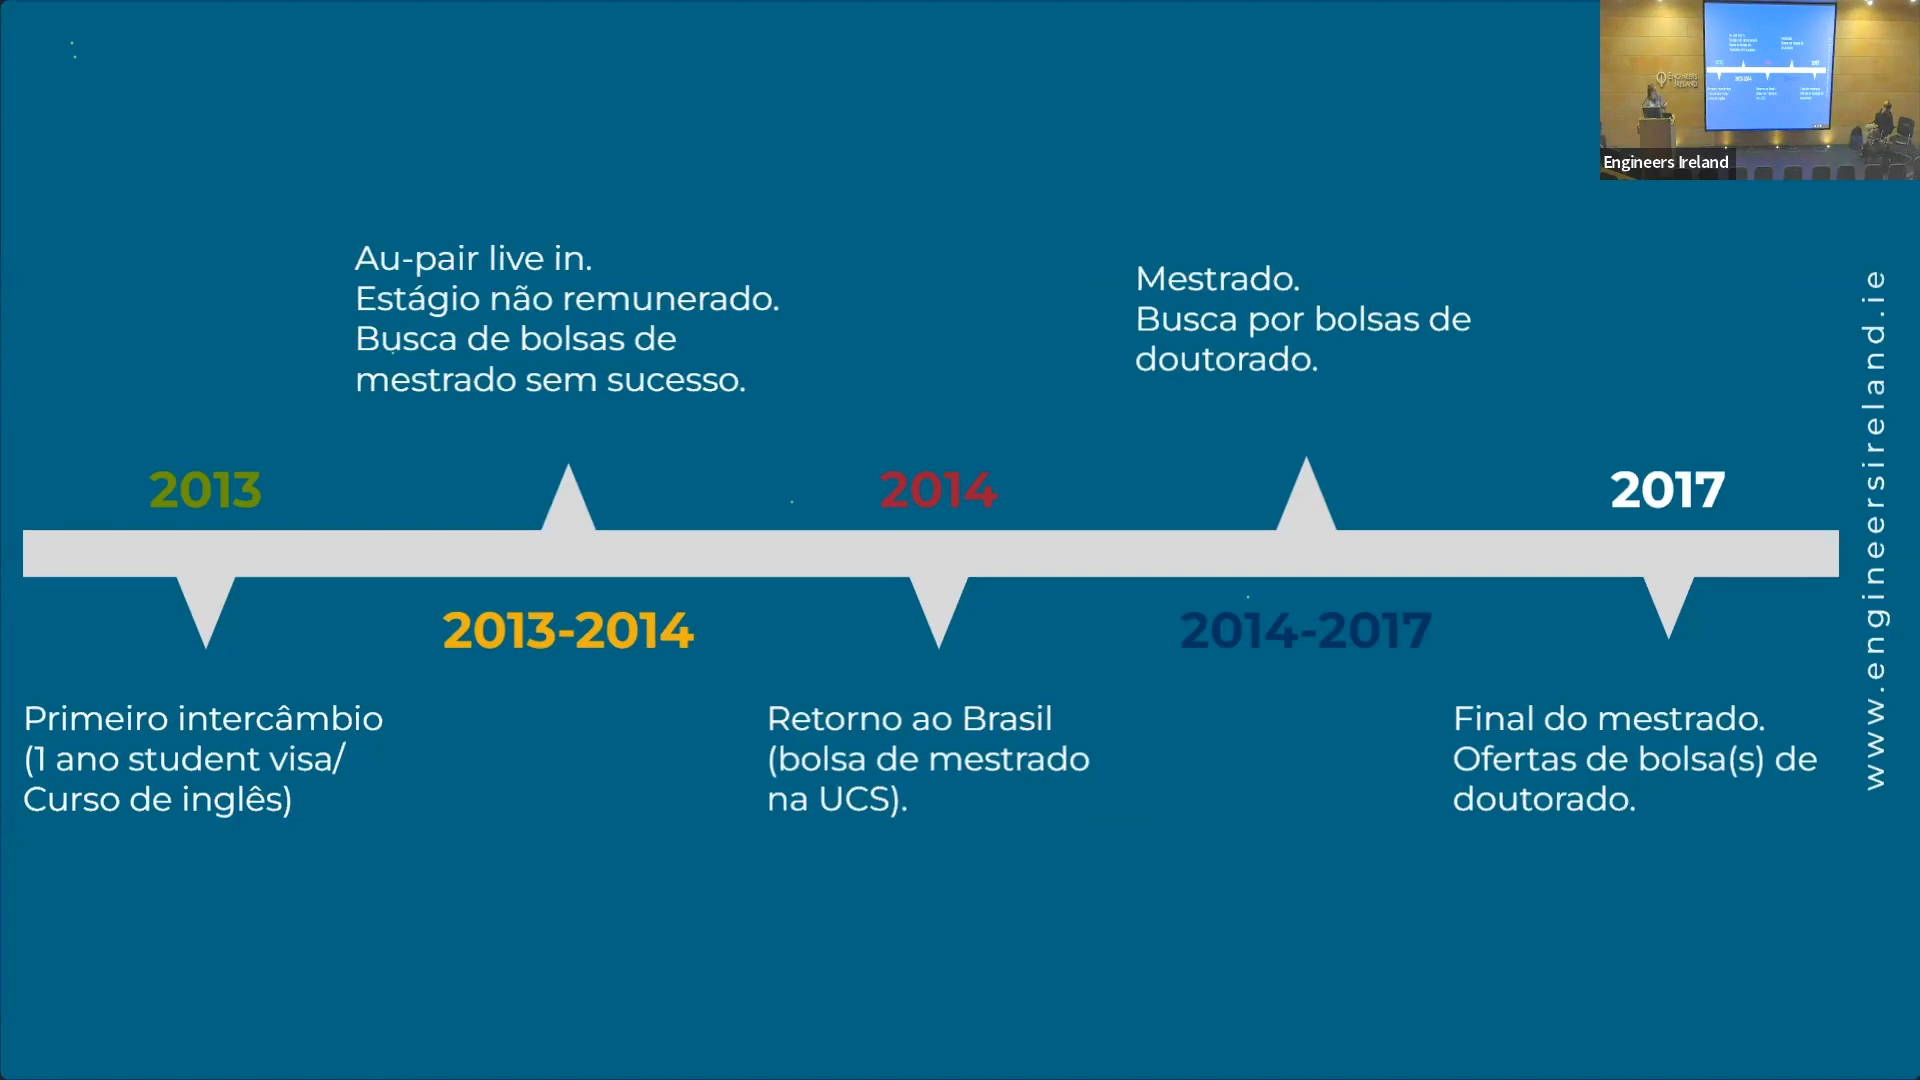 Engineers Ireland
ENGINEERS
IRELAND
Au-pair live in.
Estágio não remunerado.
Busca de bolsas de
mestrado sem sucesso.
Mestrado.
Busca por bolsas de
doutorado.
2013
2014
2017
2013-2014
2014-2017
Primeiro intercâmbio
(1 ano student visa/
Curso de inglês)
Retorno ao Brasil
(bolsa de mestrado
na UCS).
Final do mestrado.
Ofertas de bolsa(s) de
doutorado.
www.engineersireland.ie